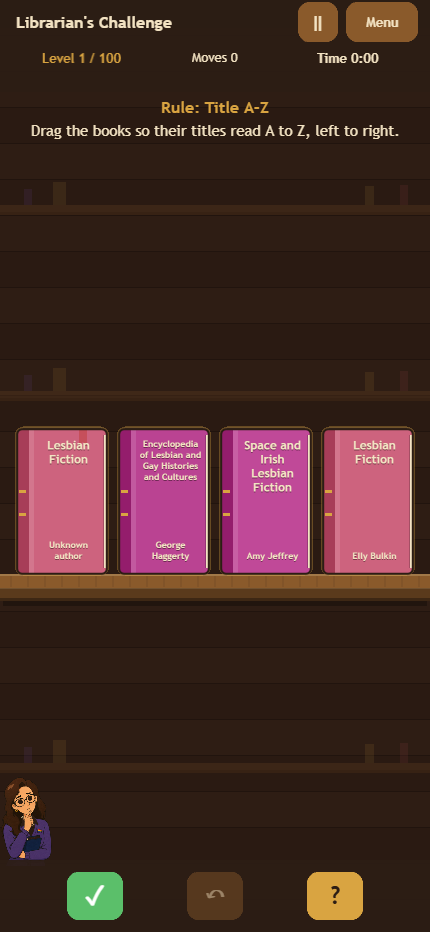 Librarian's Challenge
Menu
Level 1 / 100
Moves 0
Time 0:00
Rule: Title A-Z
Drag the books so their titles read A to Z, left to right.
Lesbian
Fiction
Unknown
author
Encyclopedia
of Lesbian and
Gay Histories
and Cultures
George
Haggerty
Space and
Irish
Lesbian
Fiction
Amy Jeffrey
Lesbian
Fiction
Elly Bulkin
?